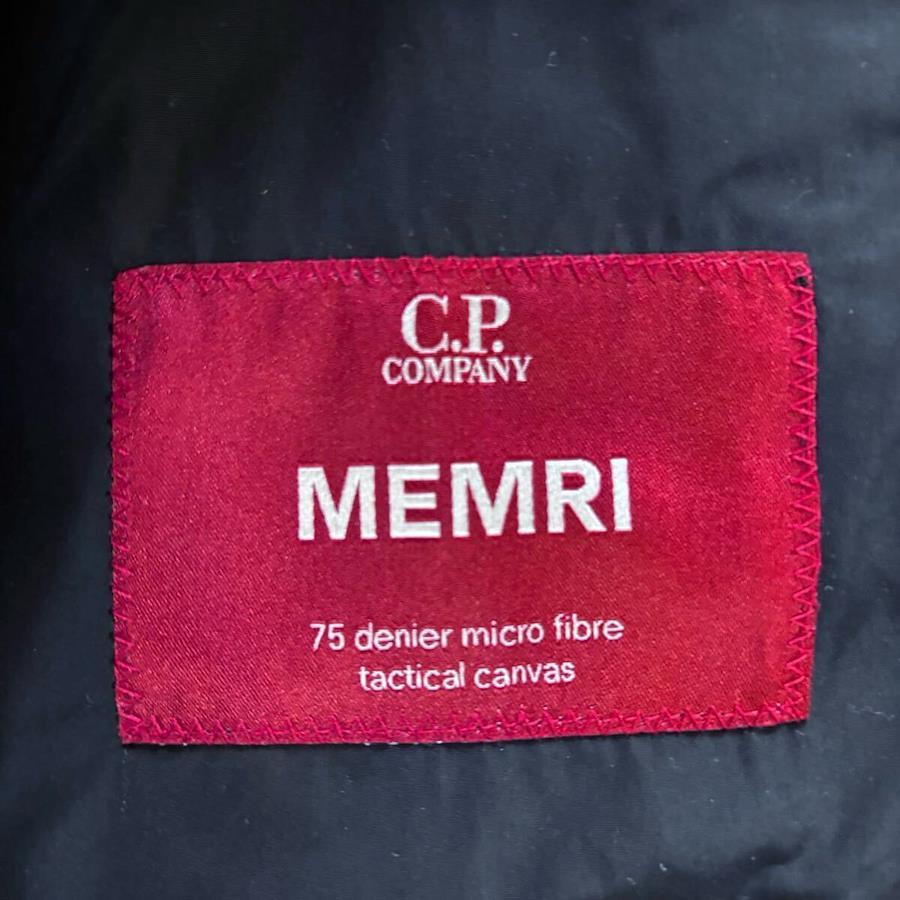 C.P.
COMPANY
MEMRI
75 denier micro fibre
tactical canvas